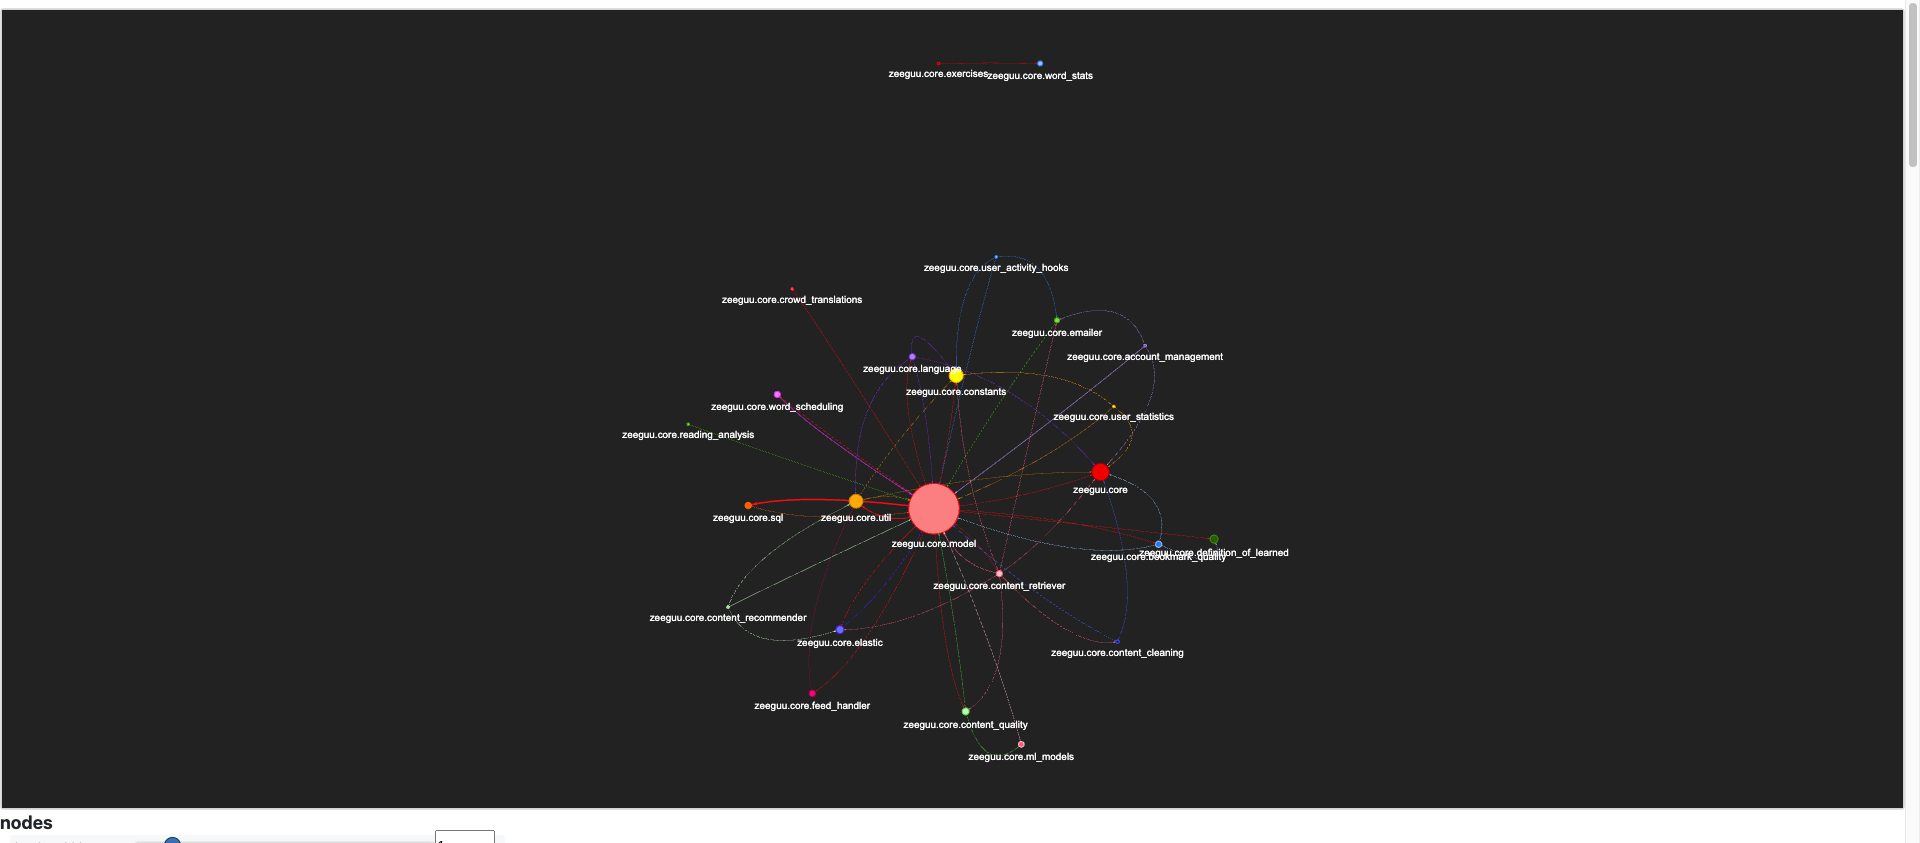 zeeguu.core.exercises
zeeguu.core.word_stats
zeeguu.core.user_activity_hooks
zeeguu.core.crowd_translations
zeeguu.core.emailer
zeeguu.core.account_management
zeeguu.core.language
zeeguu.core.constants
zeeguu.core.word_scheduling
zeeguu.core.user_statistics
zeeguu.core.reading_analysis
zeeguu.core
zeeguu.core.sql
zeeguu.core.util
zeeguu.core.model
zeeguu.core.definition_of_learned
zeeguu.core.bookmark_quality
zeeguu.core.content_retriever
zeeguu.core.content_recommender
zeeguu.core.elastic
zeeguu.core.content_cleaning
zeeguu.core.feed_handler
zeeguu.core.content_quality
zeeguu.core.ml_models
nodes